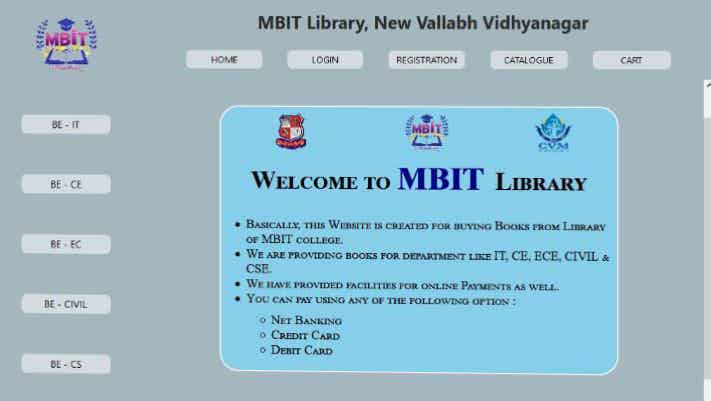 MBIT
MBIT Library, New Vallabh Vidhyanagar
HOME LOGIN REGISTRATION CATALOGUE CART
BE - IT
BE - CE
BE - EC
BE - CIVIL
BE - CS
MBIT CVM
Welcome to MBIT Library
Basically, this Website is created for buying Books from Library
of MBIT college.
We are providing books for department like IT, CE, ECE, CIVIL &
CSE.
We have provided facilities for online Payments as well.
You can pay using any of the following option :
Net Banking
Credit Card
Debit Card